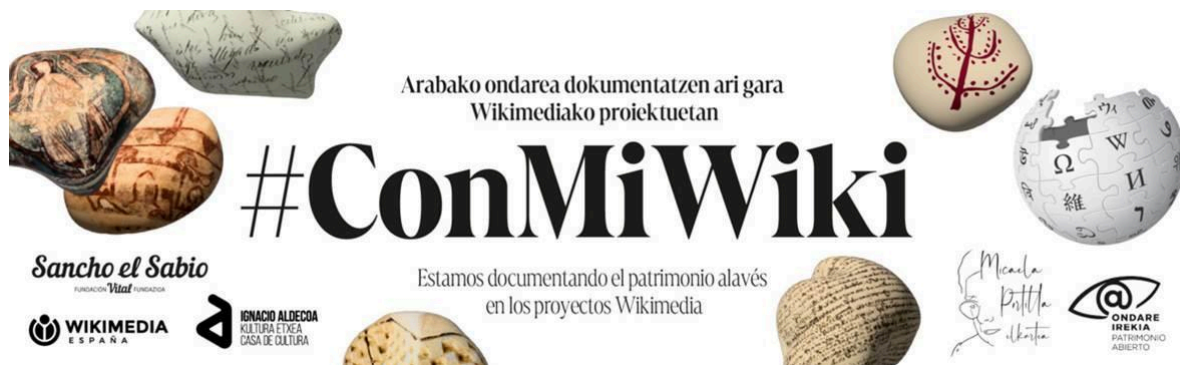 Arabako ondarea dokumentatzen ari gara
Wikimediako proiektuetan
#ConMiWiki
Estamos documentando el patrimonio alavés
en los proyectos Wikimedia
Sancho el Sabio
FUNDACIÓN Vital FUNDAZIOA
WIKIMEDIA
ESPAÑA
IGNACIO ALDECOA
KULTURA ETXEA
CASA DE CULTURA
Micaela
Portilla
elkartea
@
ONDARE
IREKIA
PATRIMONIO
ABIERTO
Ω
W
И
維